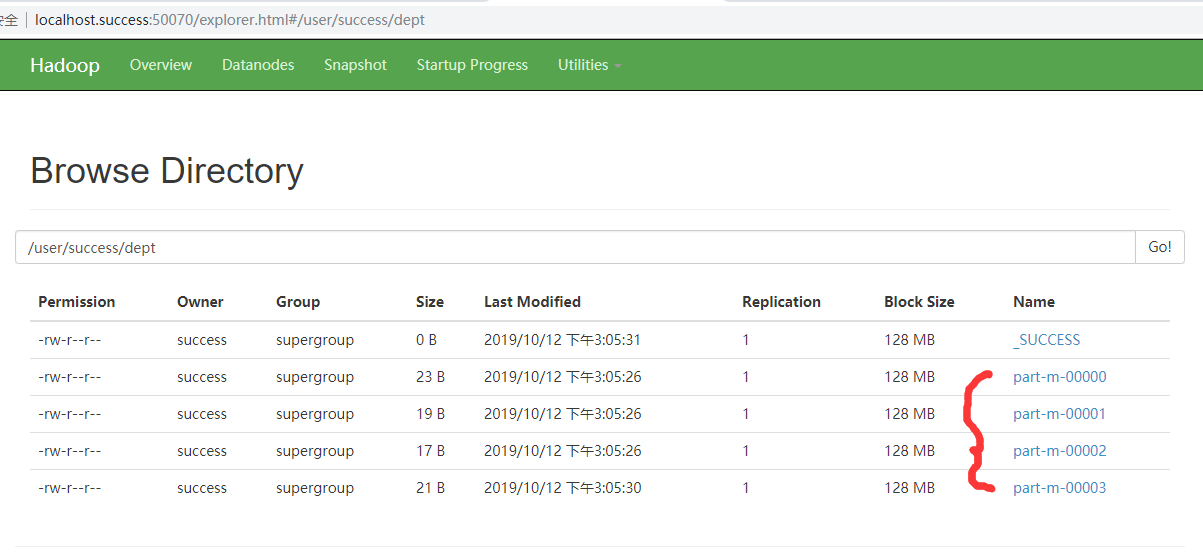 安全 localhost.success:50070/explorer.html#/user/success/dept
Hadoop Overview Datanodes Snapshot Startup Progress Utilities
Browse Directory
/user/success/dept Go!
Permission Owner Group Size Last Modified Replication Block Size Name
-rw-r--r-- success supergroup 0 B 2019/10/12 下午3:05:31 1 128 MB _SUCCESS
-rw-r--r-- success supergroup 23 B 2019/10/12 下午3:05:26 1 128 MB part-m-00000
-rw-r--r-- success supergroup 19 B 2019/10/12 下午3:05:26 1 128 MB part-m-00001
-rw-r--r-- success supergroup 17 B 2019/10/12 下午3:05:26 1 128 MB part-m-00002
-rw-r--r-- success supergroup 21 B 2019/10/12 下午3:05:30 1 128 MB part-m-00003